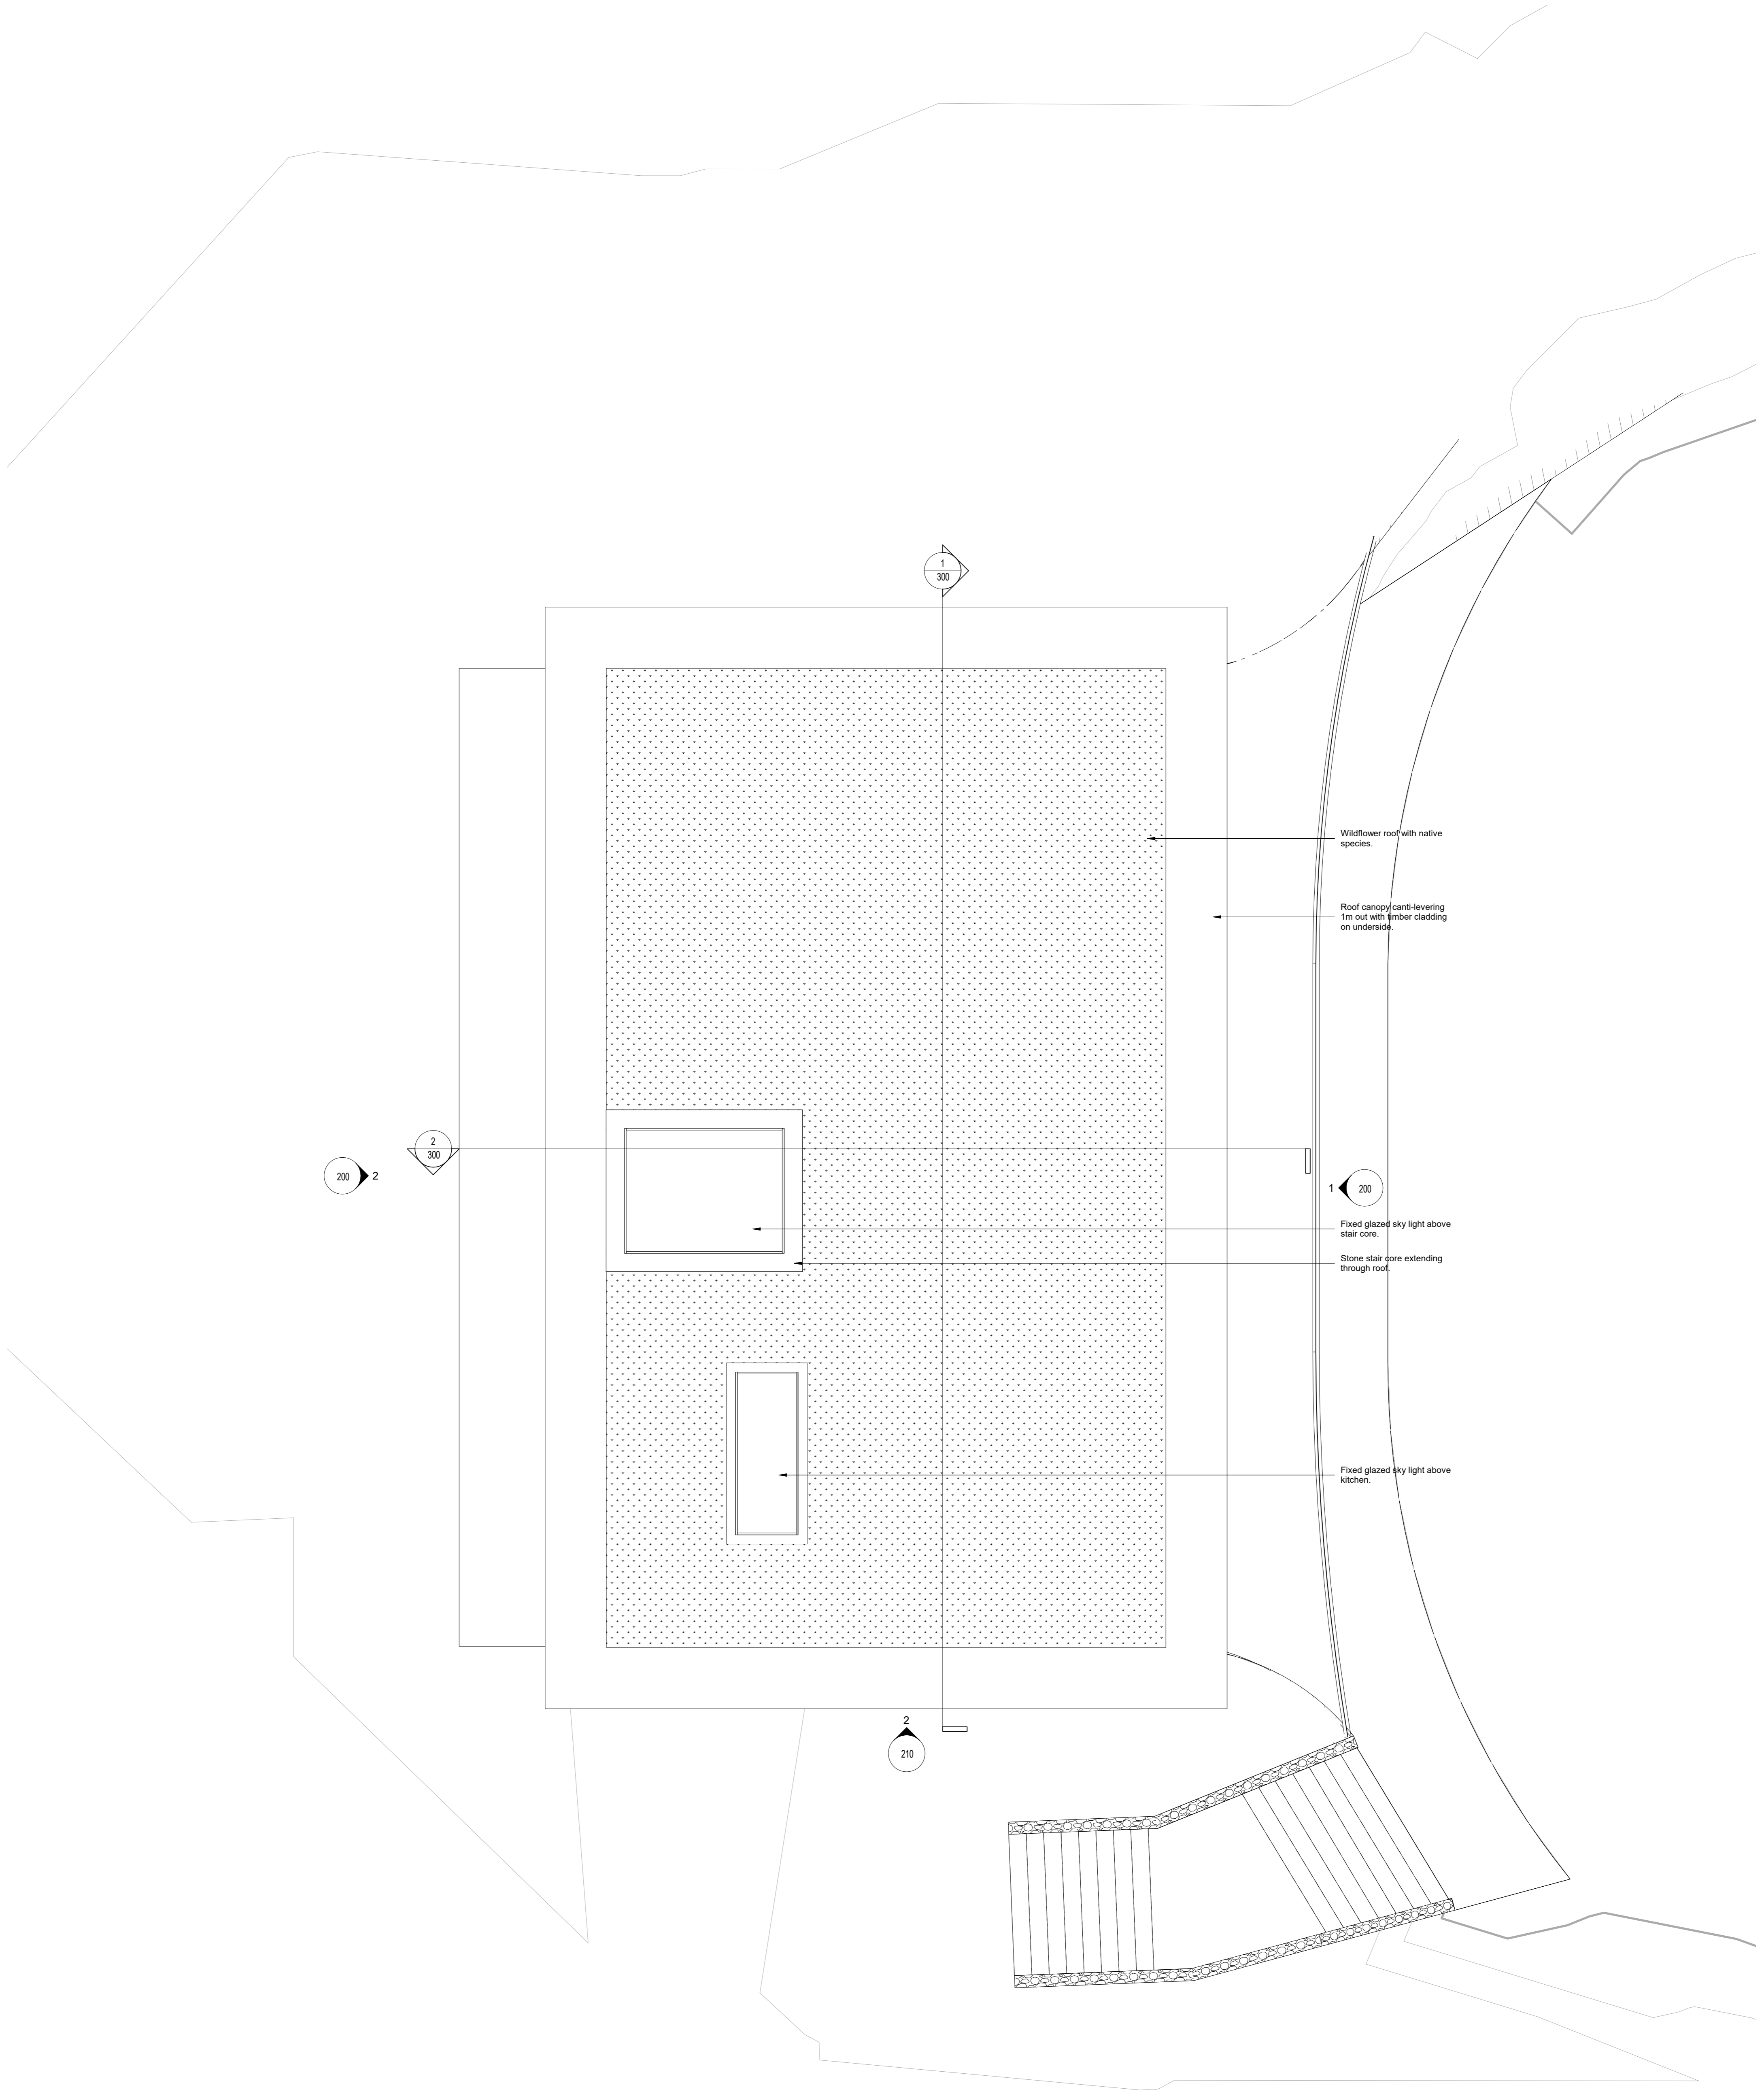 1
300
Wildflower roof with native
species.
Roof canopy canti-levering
1m out with timber cladding
on underside.
2
300
200
2
1
200
Fixed glazed sky light above
stair core.
Stone stair core extending
through roof.
Fixed glazed sky light above
kitchen.
2
210